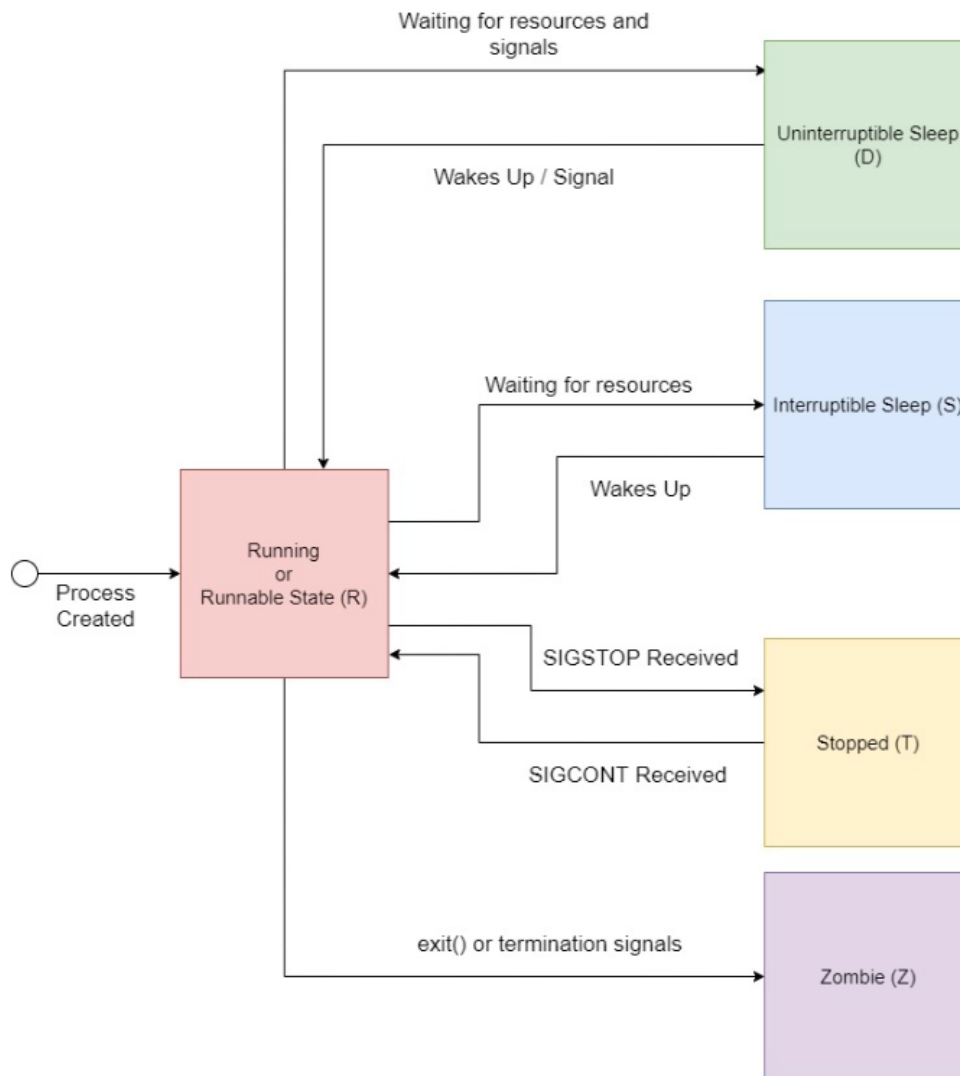 Waiting for resources and
signals
Uninterruptible Sleep
(D)
Wakes Up / Signal
Waiting for resources
Interruptible Sleep (S)
Wakes Up
Running
or
Runnable State (R)
Process
Created
SIGSTOP Received
Stopped (T)
SIGCONT Received
exit() or termination signals
Zombie (Z)